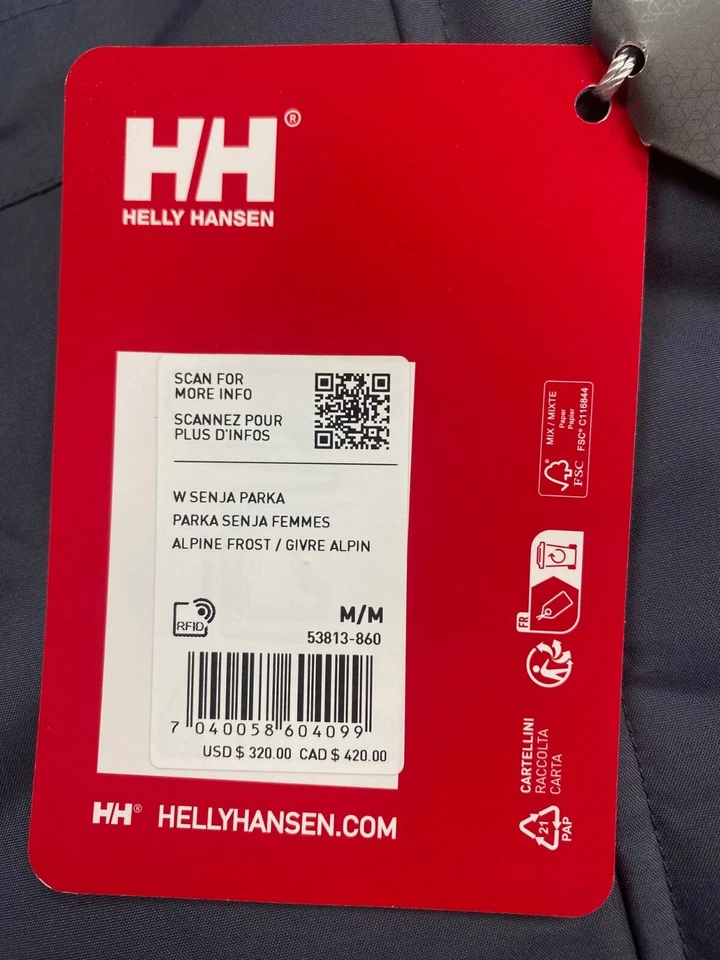 HH®
HELLY HANSEN
SCAN FOR
MORE INFO
SCANNEZ POUR
PLUS D'INFOS
W SENJA PARKA
PARKA SENJA FEMMES
ALPINE FROST / GIVRE ALPIN
RFID
M/M
53813-860
7 040058 604099
USD $ 320.00 CAD $ 420.00
HH® HELLYHANSEN.COM
MIX / MIXTE
Paper
Papier
FSC® C116844
FSC
FR
CARTELLINI
RACCOLTA
CARTA
21
PAP